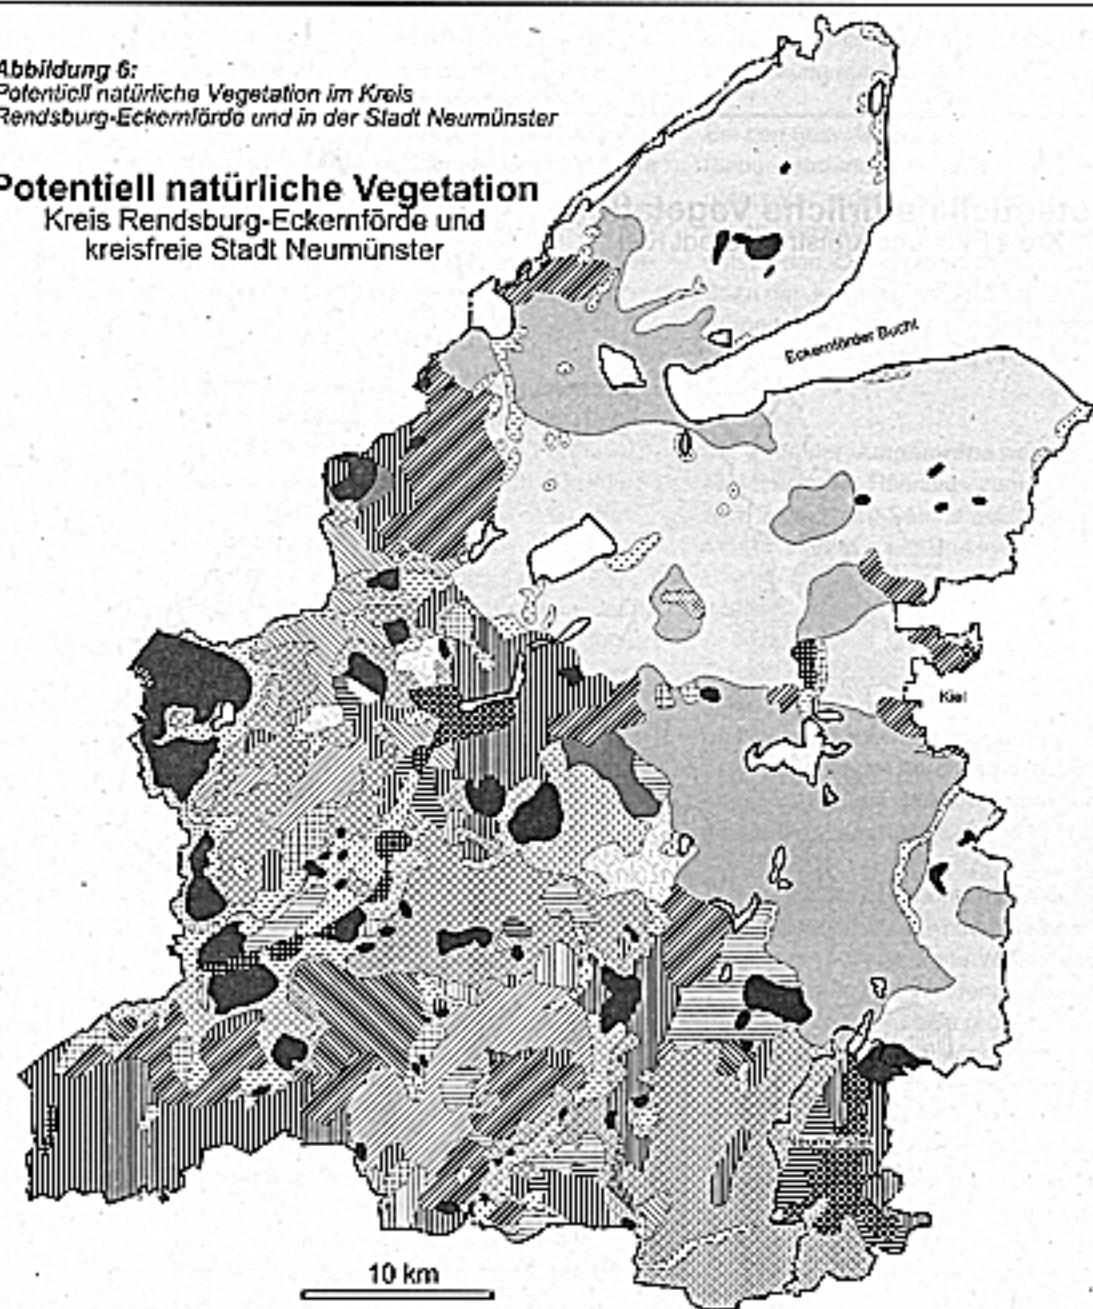 Abbildung 6:
Potentiell natürliche Vegetation im Kreis
Rendsburg-Eckernförde und in der Stadt Neumünster
Potentiell natürliche Vegetation
Kreis Rendsburg-Eckernförde und
kreisfreie Stadt Neumünster
Eckernförder Bucht
Kiel
Neumünster
10 km